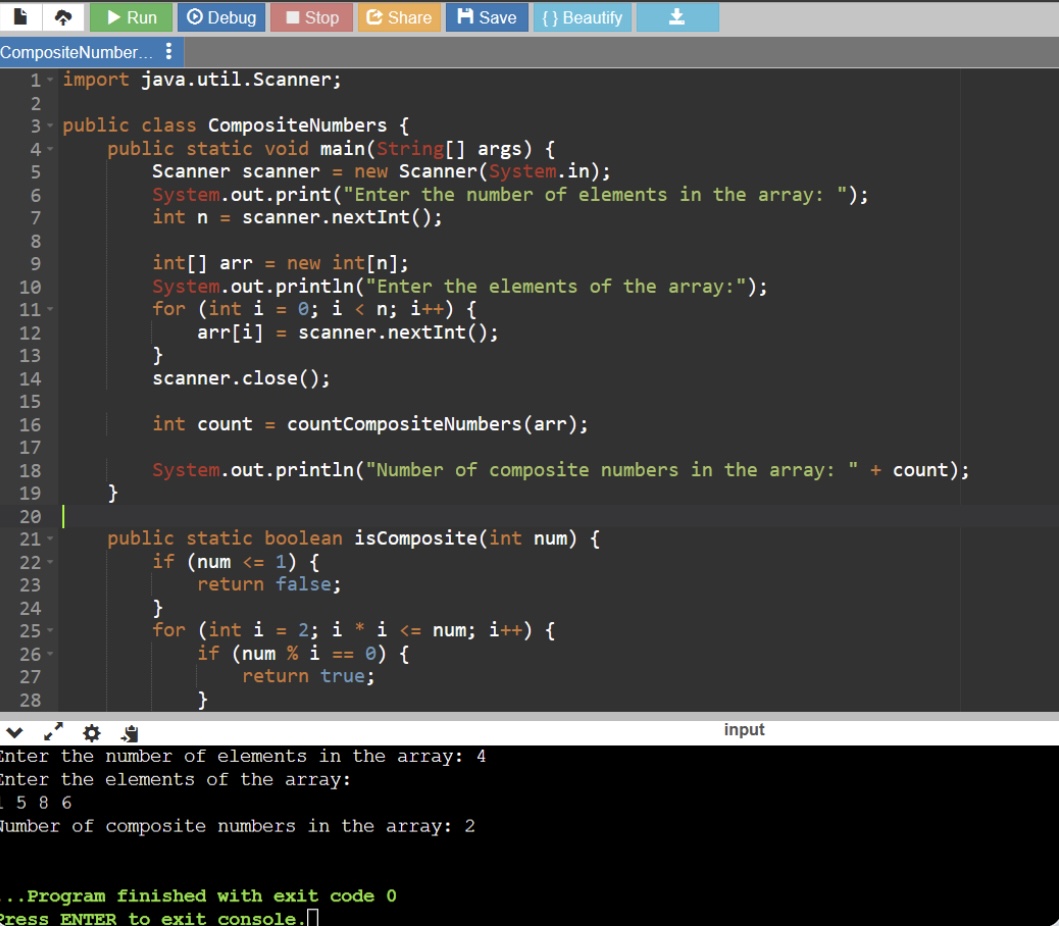 Run Debug Stop Share Save { } Beautify
CompositeNumber...
1 import java.util.Scanner;
2
3 public class CompositeNumbers {
4 public static void main(String[] args) {
5 Scanner scanner = new Scanner(System.in);
6 System.out.print("Enter the number of elements in the array: ");
7 int n = scanner.nextInt();
8
9 int[] arr = new int[n];
10 System.out.println("Enter the elements of the array:");
11 for (int i = 0; i < n; i++) {
12 arr[i] = scanner.nextInt();
13 }
14 scanner.close();
15
16 int count = countCompositeNumbers(arr);
17
18 System.out.println("Number of composite numbers in the array: " + count);
19 }
20
21 public static boolean isComposite(int num) {
22 if (num <= 1) {
23 return false;
24 }
25 for (int i = 2; i * i <= num; i++) {
26 if (num % i == 0) {
27 return true;
28 }
input
Enter the number of elements in the array: 4
Enter the elements of the array:
1 5 8 6
Number of composite numbers in the array: 2
...Program finished with exit code 0
Press ENTER to exit console.